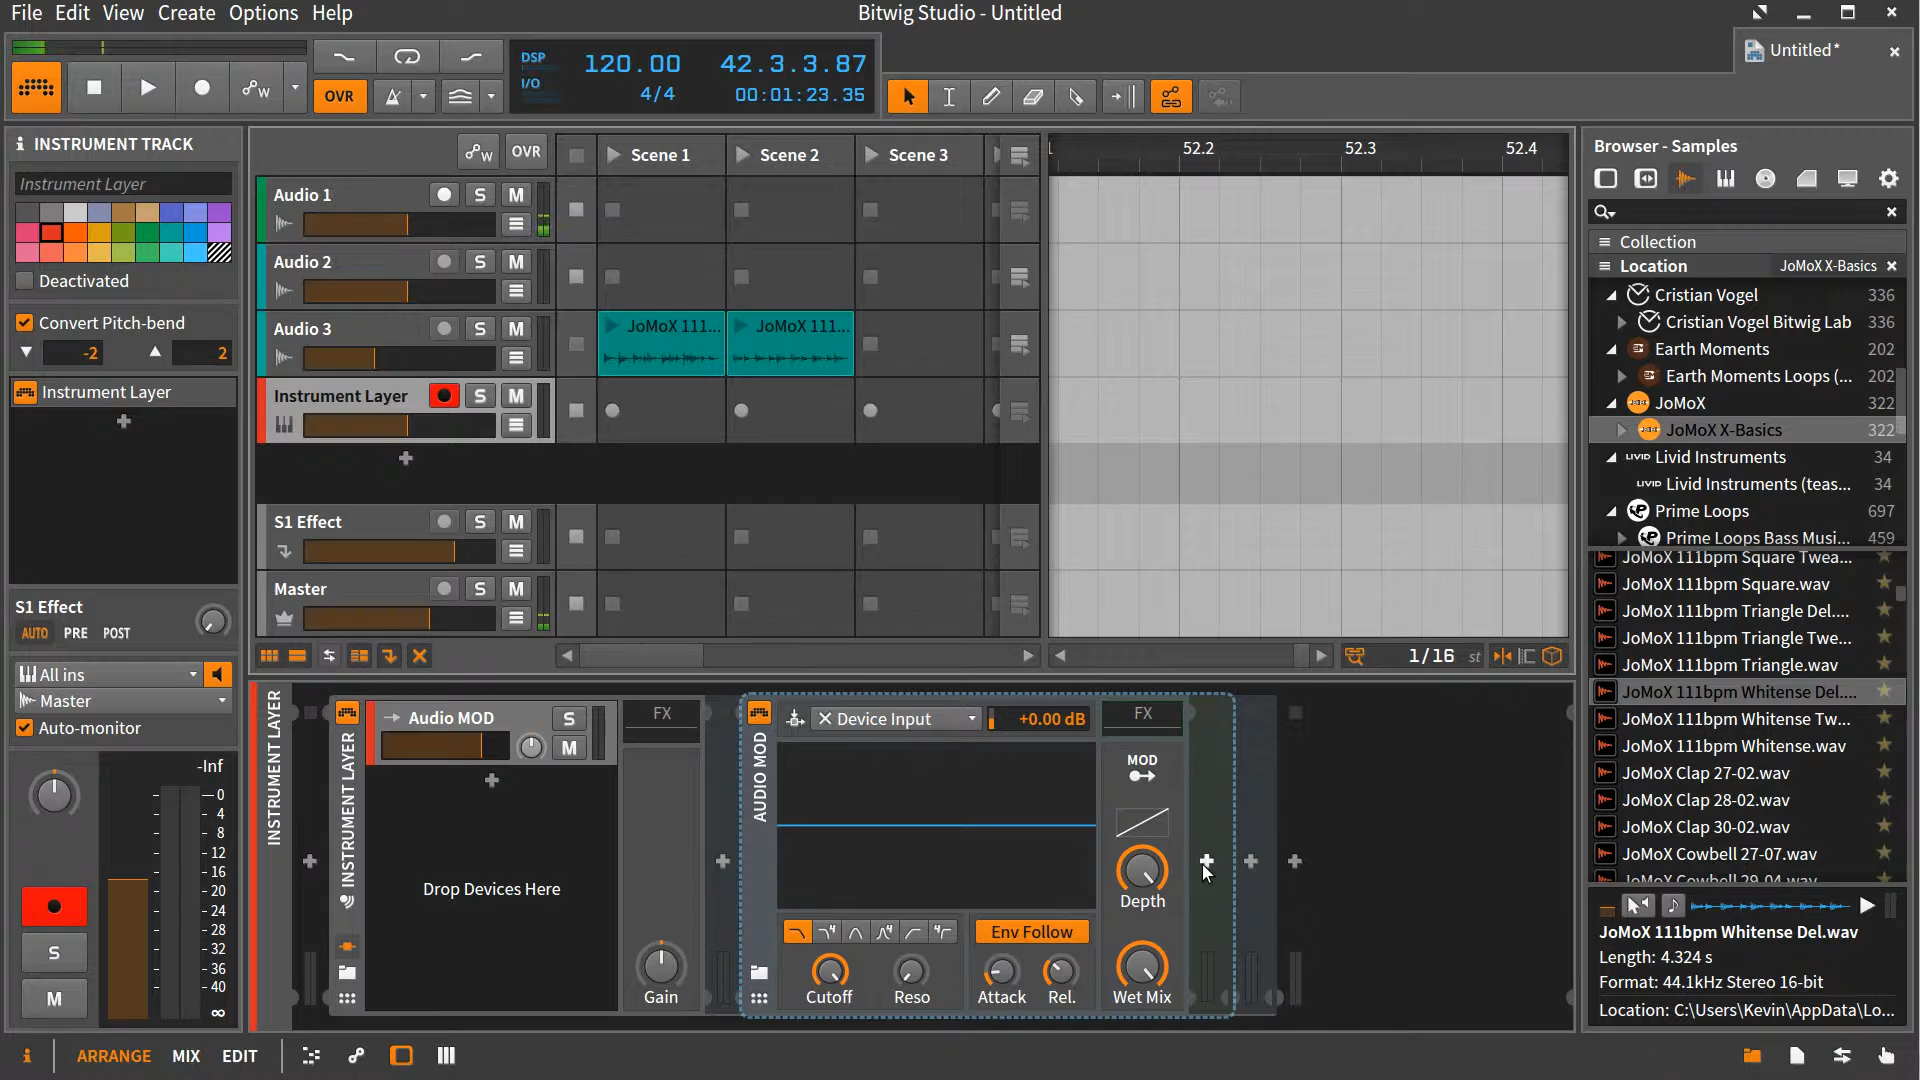 File Edit View Create Options Help
Bitwig Studio - Untitled
Untitled*
OVR
DSP
I/O
120.00
4/4
42.3.3.87
00:01:23.35
INSTRUMENT TRACK
Instrument Layer
Deactivated
Convert Pitch-bend
-2
2
Instrument Layer
S1 Effect
AUTO PRE POST
All ins
Master
Auto-monitor
-Inf
0
4
8
12
16
20
24
28
32
36
40
∞
S
M
OVR
Scene 1
Scene 2
Scene 3
Audio 1
S M
Audio 2
S M
Audio 3
S M
JoMoX 111...
JoMoX 111...
Instrument Layer
S M
S1 Effect
S M
Master
S M
52.2
52.3
52.4
1/16 st
INSTRUMENT LAYER
INSTRUMENT LAYER
Audio MOD
S
M
Drop Devices Here
FX
Gain
AUDIO MOD
Device Input
+0.00 dB
FX
MOD
Depth
Env Follow
Cutoff
Reso
Attack
Rel.
Wet Mix
Browser - Samples
Collection
Location
JoMoX X-Basics
Cristian Vogel 336
Cristian Vogel Bitwig Lab 336
Earth Moments 202
Earth Moments Loops (... 202
JoMoX 322
JoMoX X-Basics 322
LIVID Livid Instruments 34
LIVID Livid Instruments (teas... 34
Prime Loops 697
Prime Loops Bass Musi... 459
JoMoX 111bpm Square Twea...
JoMoX 111bpm Square.wav
JoMoX 111bpm Triangle Del....
JoMoX 111bpm Triangle Twe...
JoMoX 111bpm Triangle.wav
JoMoX 111bpm Whitense Del....
JoMoX 111bpm Whitense Tw...
JoMoX 111bpm Whitense.wav
JoMoX Clap 27-02.wav
JoMoX Clap 28-02.wav
JoMoX Clap 30-02.wav
JoMoX Cowbell 27-07.wav
JoMoX Cowbell 29-04.wav
JoMoX 111bpm Whitense Del.wav
Length: 4.324 s
Format: 44.1kHz Stereo 16-bit
Location: C:\Users\Kevin\AppData\Lo...
ARRANGE MIX EDIT